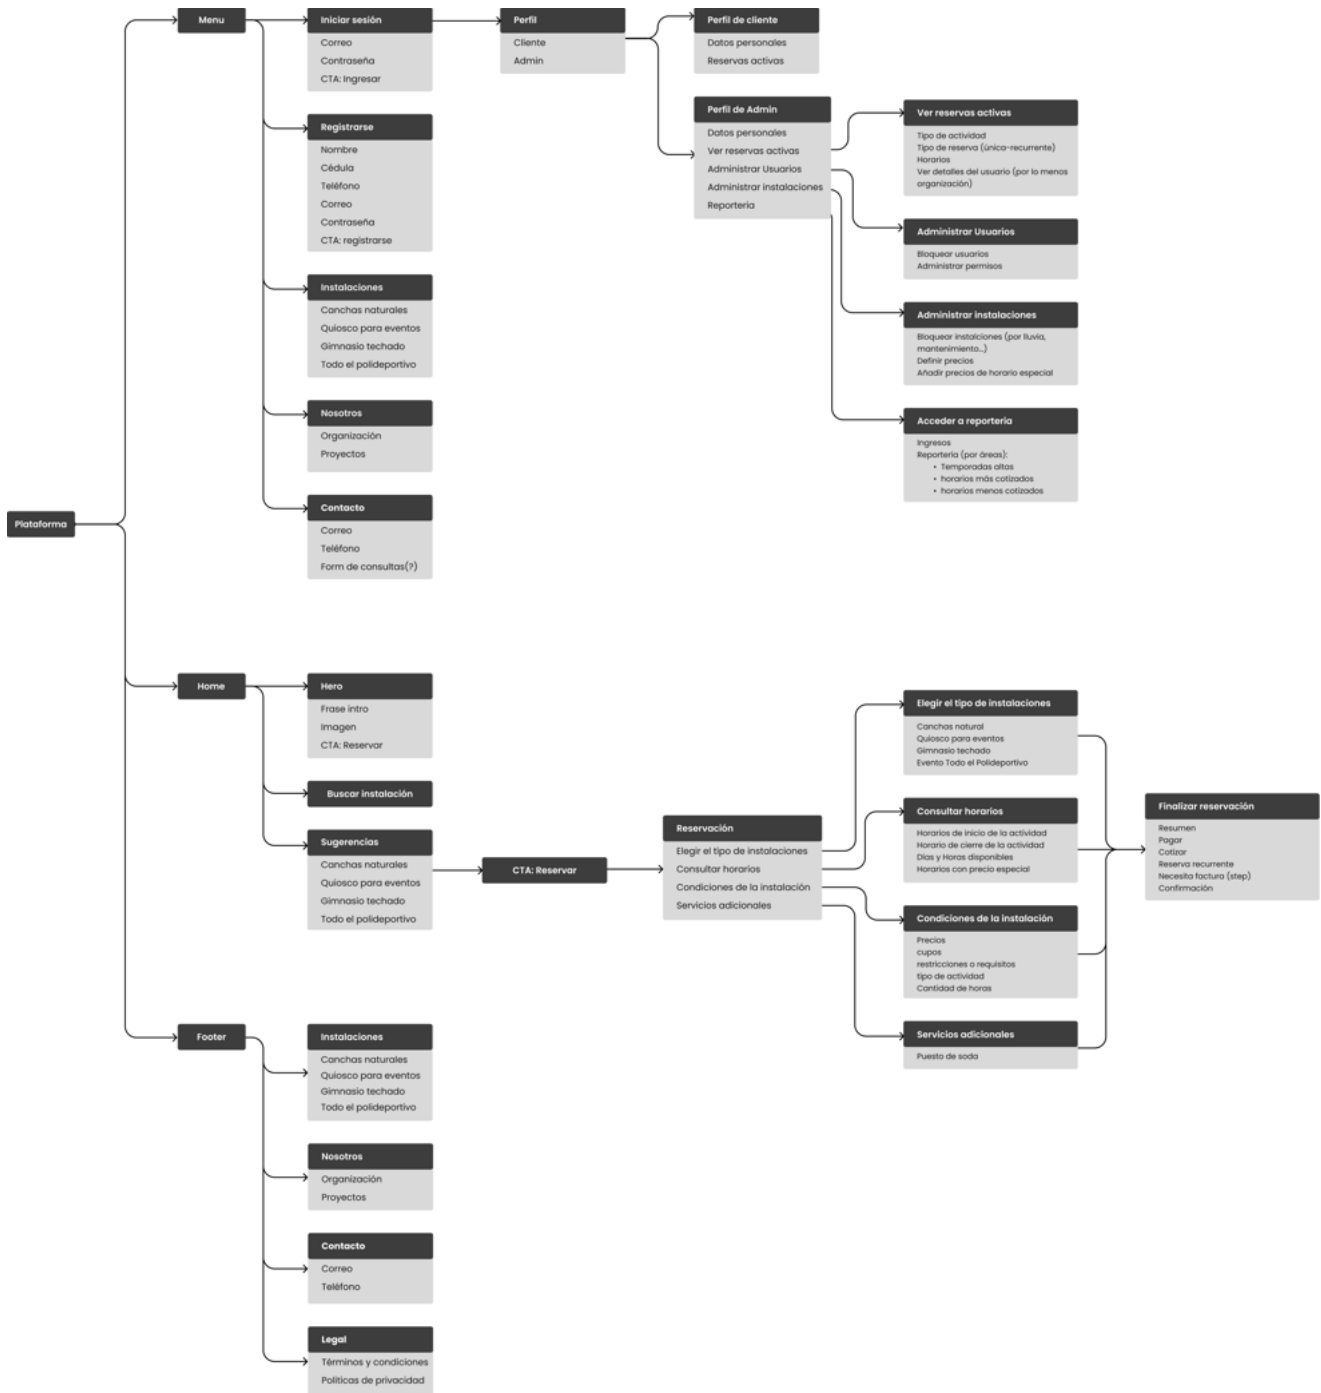 Plataforma
Menu
Iniciar sesión
Correo
Contraseña
CTA: Ingresar
Perfil
Cliente
Admin
Perfil de cliente
Datos personales
Reservas activas
Perfil de Admin
Datos personales
Ver reservas activas
Administrar Usuarios
Administrar instalaciones
Reporteria
Ver reservas activas
Tipo de actividad
Tipo de reserva (única-recurrente)
Horarios
Ver detalles del usuario (por lo menos
organización)
Administrar Usuarios
Bloquear usuarios
Administrar permisos
Administrar instalaciones
Bloquear instalciones (por lluvia,
mantenimiento...)
Definir precios
Añadir precios de horario especial
Acceder a reporteria
Ingresos
Reporteria (por áreas):
• Temporadas altas
• horarios más cotizados
• horarios menos cotizados
Registrarse
Nombre
Cédula
Teléfono
Correo
Contraseña
CTA: registrarse
Instalaciones
Canchas naturales
Quiosco para eventos
Gimnasio techado
Todo el polideportivo
Nosotros
Organización
Proyectos
Contacto
Correo
Teléfono
Form de consultas(?)
Home
Hero
Frase intro
Imagen
CTA: Reservar
Buscar instalación
Sugerencias
Canchas naturales
Quiosco para eventos
Gimnasio techado
Todo el polideportivo
CTA: Reservar
Reservación
Elegir el tipo de instalaciones
Consultar horarios
Condiciones de la instalación
Servicios adicionales
Elegir el tipo de instalaciones
Canchas natural
Quiosco para eventos
Gimnasio techado
Evento Todo el Polideportivo
Consultar horarios
Horarios de inicio de la actividad
Horario de cierre de la actividad
Días y Horas disponibles
Horarios con precio especial
Condiciones de la instalación
Precios
cupos
restricciones o requisitos
tipo de actividad
Cantidad de horas
Servicios adicionales
Puesto de soda
Finalizar reservación
Resumen
Pagar
Cotizar
Reserva recurrente
Necesita factura (step)
Confirmación
Footer
Instalaciones
Canchas naturales
Quiosco para eventos
Gimnasio techado
Todo el polideportivo
Nosotros
Organización
Proyectos
Contacto
Correo
Teléfono
Legal
Términos y condiciones
Políticas de privacidad